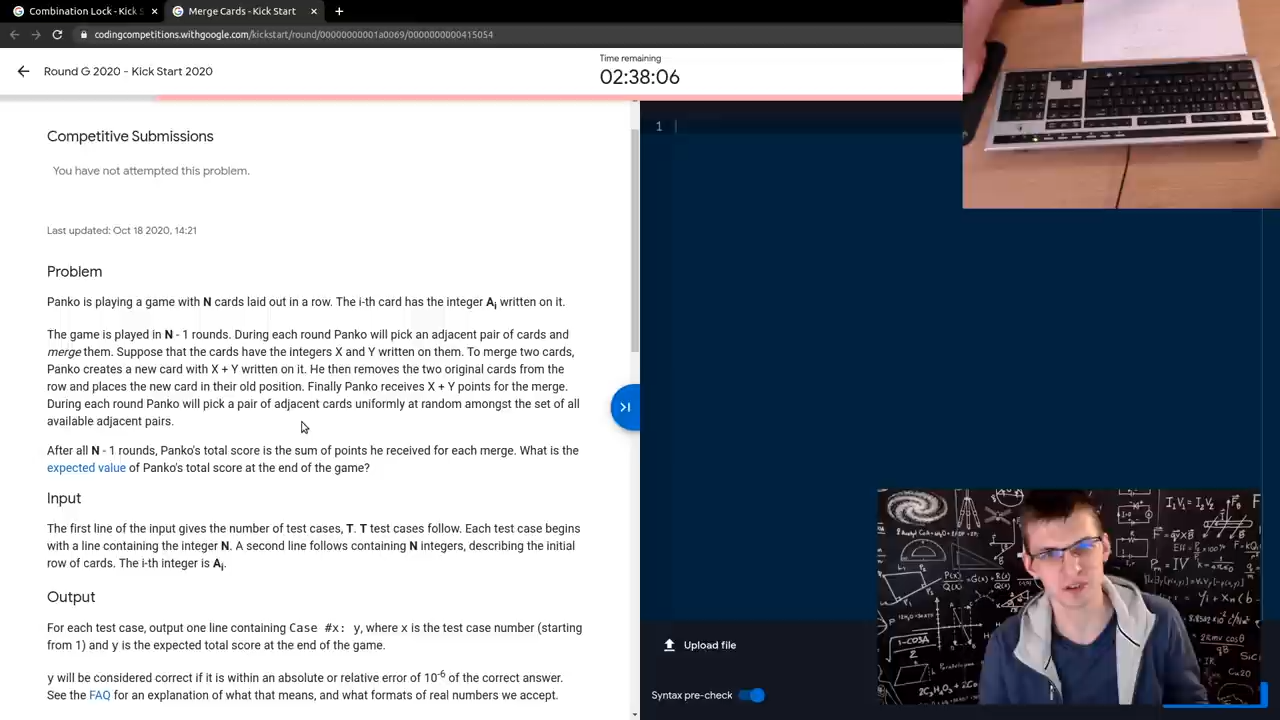 Combination Lock - Kick S
Merge Cards - Kick Start
codingcompetitions.withgoogle.com/kickstart/round/00000000001a0069/0000000000415054
Round G 2020 - Kick Start 2020
Time remaining
02:38:06
Competitive Submissions
You have not attempted this problem.
Last updated: Oct 18 2020, 14:21
Problem
Panko is playing a game with N cards laid out in a row. The i-th card has the integer Ai written on it.
The game is played in N - 1 rounds. During each round Panko will pick an adjacent pair of cards and
merge them. Suppose that the cards have the integers X and Y written on them. To merge two cards,
Panko creates a new card with X + Y written on it. He then removes the two original cards from the
row and places the new card in their old position. Finally Panko receives X + Y points for the merge.
During each round Panko will pick a pair of adjacent cards uniformly at random amongst the set of all
available adjacent pairs.
After all N - 1 rounds, Panko's total score is the sum of points he received for each merge. What is the
expected value of Panko's total score at the end of the game?
Input
The first line of the input gives the number of test cases, T. T test cases follow. Each test case begins
with a line containing the integer N. A second line follows containing N integers, describing the initial
row of cards. The i-th integer is Ai.
Output
For each test case, output one line containing Case #x: y, where x is the test case number (starting
from 1) and y is the expected total score at the end of the game.
y will be considered correct if it is within an absolute or relative error of 10-6 of the correct answer.
See the FAQ for an explanation of what that means, and what formats of real numbers we accept.
1
Upload file
Syntax pre-check